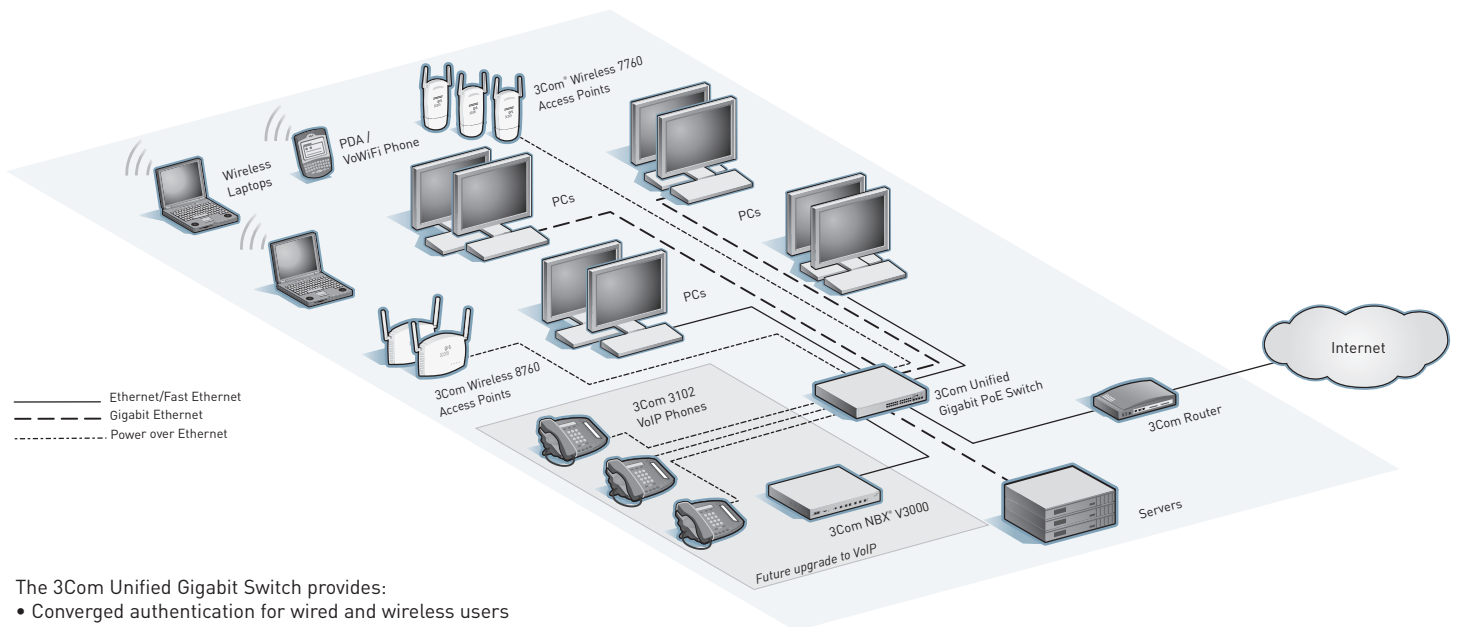 3Com® Wireless 7760
Access Points
PDA /
VoWiFi Phone
Wireless
Laptops
PCs
PCs
PCs
3Com Wireless 8760
Access Points
Internet
Ethernet/Fast Ethernet
Gigabit Ethernet
Power over Ethernet
3Com 3102
VoIP Phones
3Com Unified
Gigabit PoE Switch
3Com Router
3Com NBX® V3000
Servers
Future upgrade to VoIP
The 3Com Unified Gigabit Switch provides:
• Converged authentication for wired and wireless users